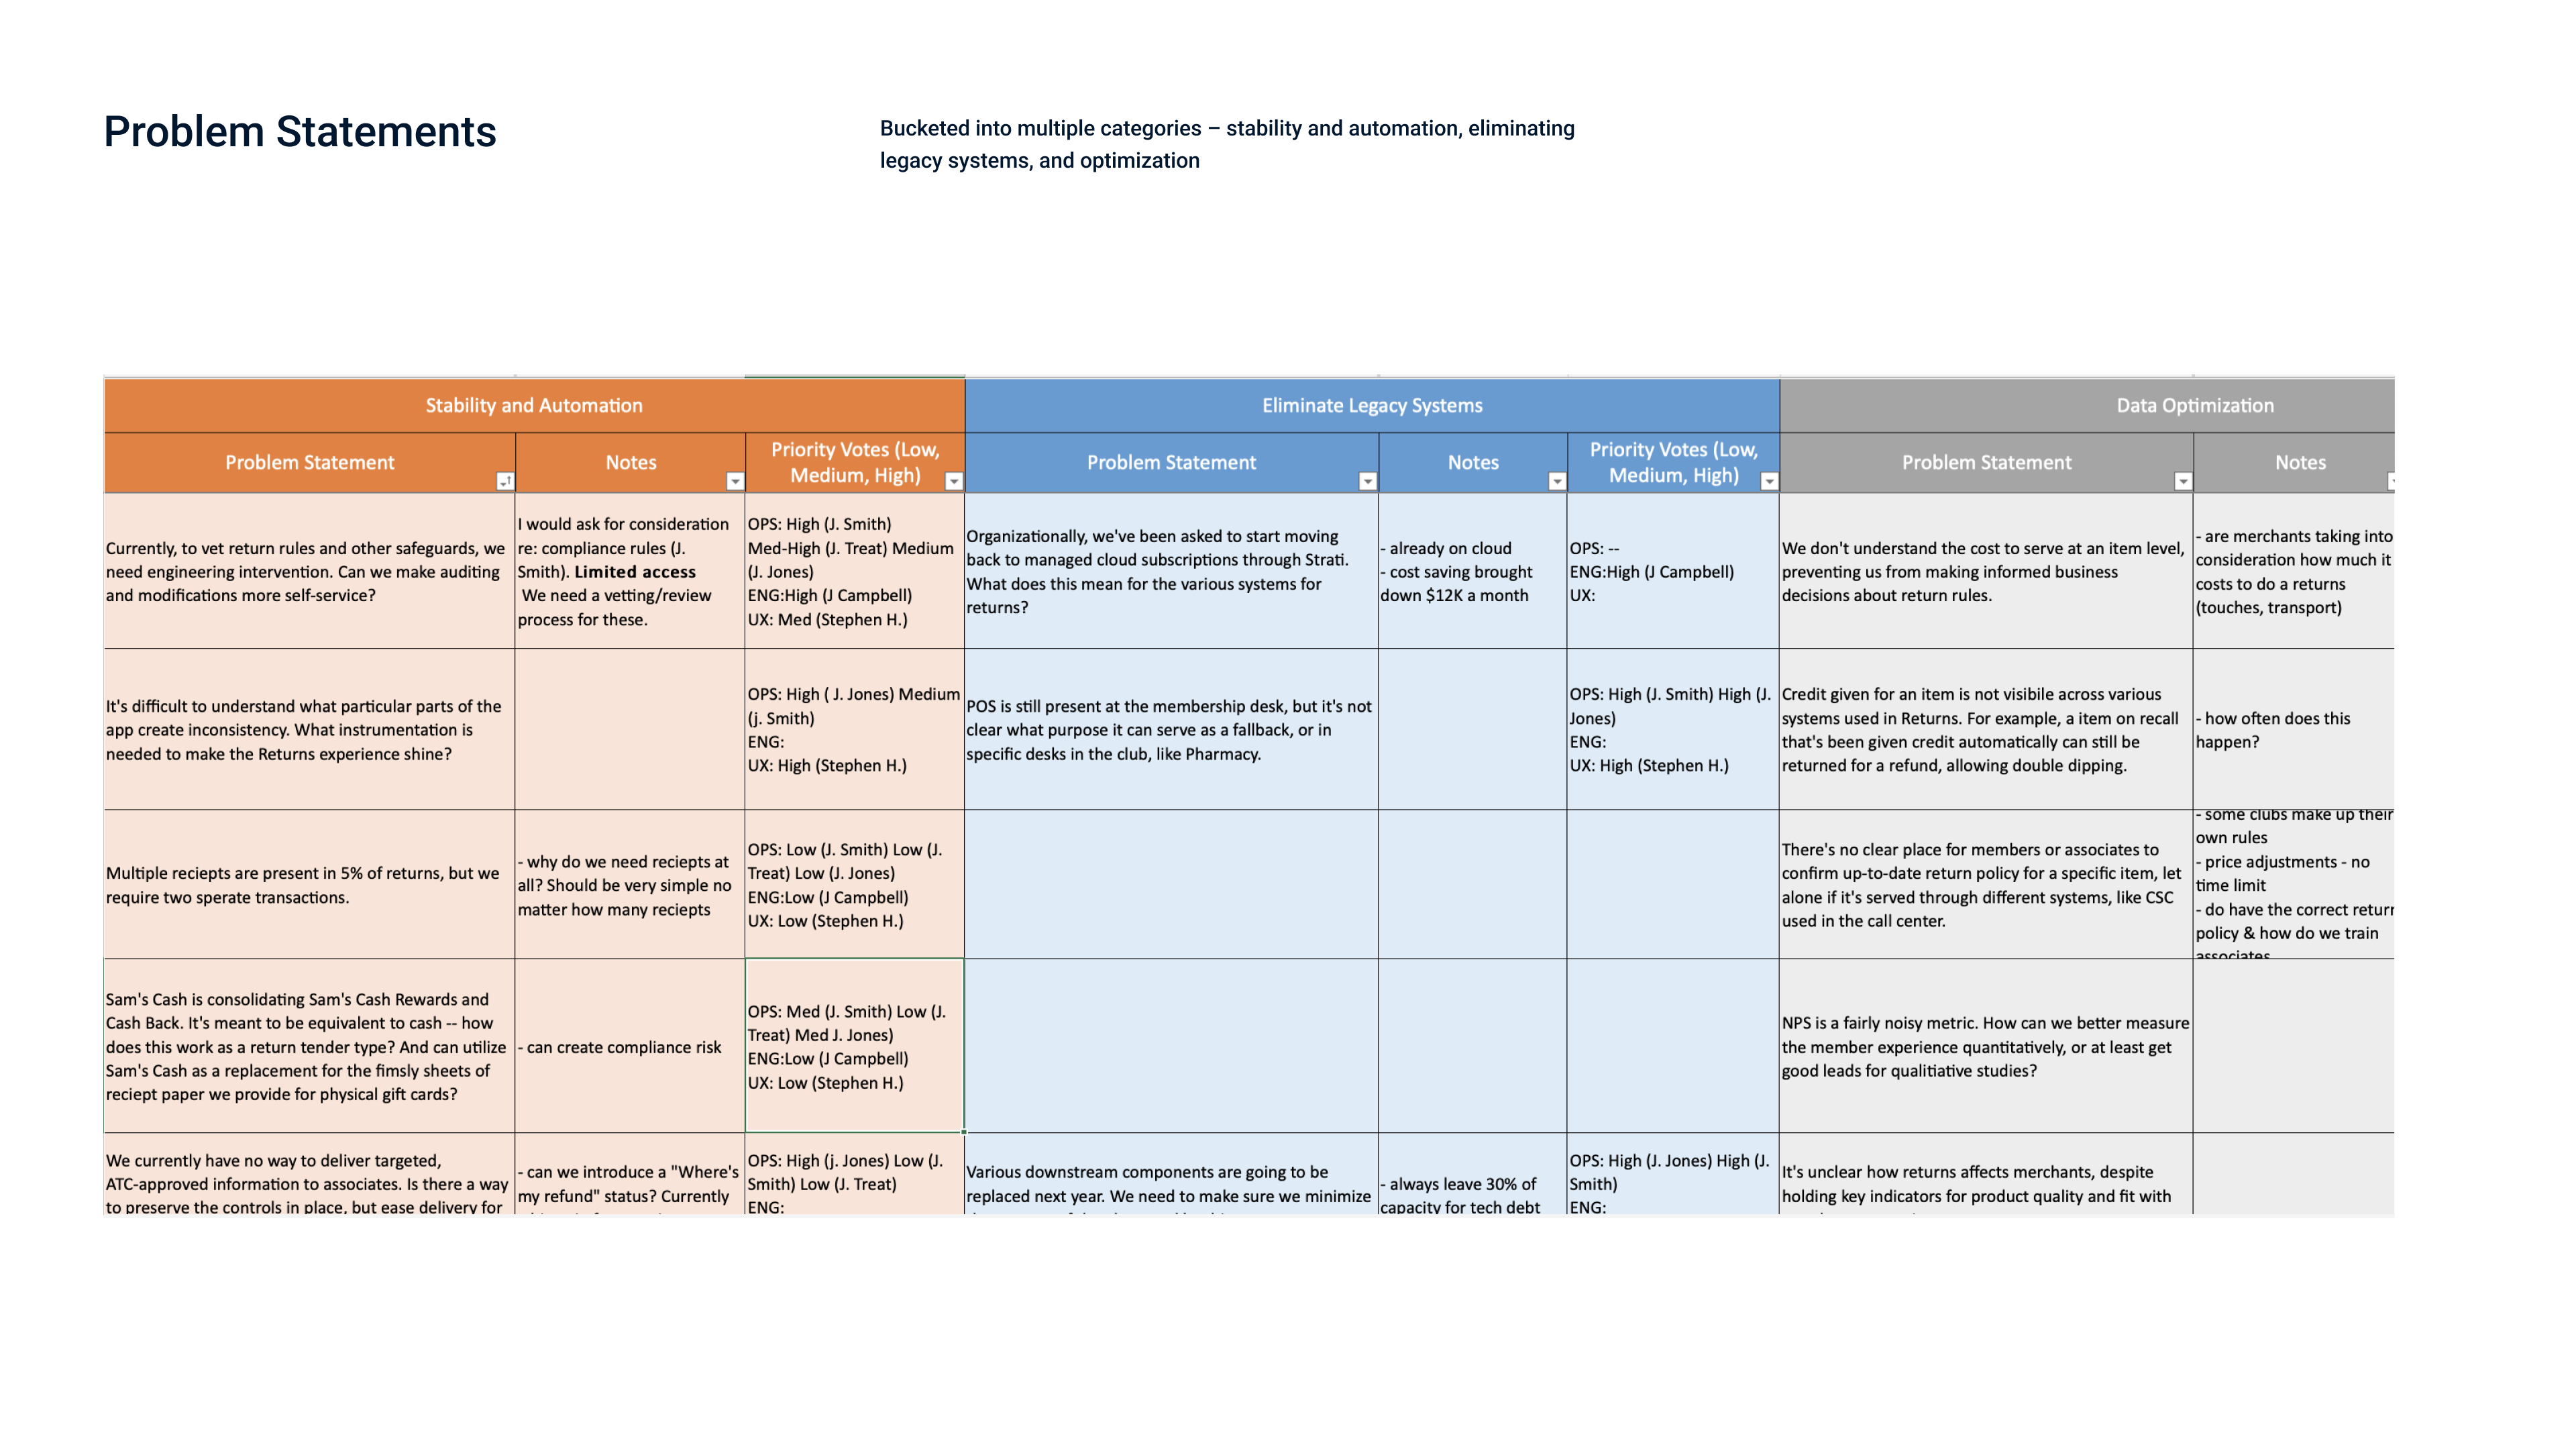 Problem Statements
Bucketed into multiple categories – stability and automation, eliminating
legacy systems, and optimization
Stability and Automation
Eliminate Legacy Systems
Data Optimization
Problem Statement
Notes
Priority Votes (Low,
Medium, High)
Problem Statement
Notes
Priority Votes (Low,
Medium, High)
Problem Statement
Notes
Currently, to vet return rules and other safeguards, we
need engineering intervention. Can we make auditing
and modifications more self-service?
I would ask for consideration
re: compliance rules (J.
Smith). Limited access
We need a vetting/review
process for these.
OPS: High (J. Smith)
Med-High (J. Treat) Medium
(J. Jones)
ENG:High (J Campbell)
UX: Med (Stephen H.)
Organizationally, we've been asked to start moving
back to managed cloud subscriptions through Strati.
What does this mean for the various systems for
returns?
- already on cloud
- cost saving brought
down $12K a month
OPS: --
ENG:High (J Campbell)
UX:
We don't understand the cost to serve at an item level,
preventing us from making informed business
decisions about return rules.
- are merchants taking into
consideration how much it
costs to do a returns
(touches, transport)
It's difficult to understand what particular parts of the
app create inconsistency. What instrumentation is
needed to make the Returns experience shine?
OPS: High ( J. Jones) Medium
(j. Smith)
ENG:
UX: High (Stephen H.)
POS is still present at the membership desk, but it's not
clear what purpose it can serve as a fallback, or in
specific desks in the club, like Pharmacy.
OPS: High (J. Smith) High (J.
Jones)
ENG:
UX: High (Stephen H.)
Credit given for an item is not visibile across various
systems used in Returns. For example, a item on recall
that's been given credit automatically can still be
returned for a refund, allowing double dipping.
- how often does this
happen?
Multiple reciepts are present in 5% of returns, but we
require two sperate transactions.
- why do we need reciepts at
all? Should be very simple no
matter how many reciepts
OPS: Low (J. Smith) Low (J.
Treat) Low (J. Jones)
ENG:Low (J Campbell)
UX: Low (Stephen H.)
There's no clear place for members or associates to
confirm up-to-date return policy for a specific item, let
alone if it's served through different systems, like CSC
used in the call center.
- some clubs make up their
own rules
- price adjustments - no
time limit
- do have the correct return
policy & how do we train
associates
Sam's Cash is consolidating Sam's Cash Rewards and
Cash Back. It's meant to be equivalent to cash -- how
does this work as a return tender type? And can utilize
Sam's Cash as a replacement for the fimsly sheets of
reciept paper we provide for physical gift cards?
- can create compliance risk
OPS: Med (J. Smith) Low (J.
Treat) Med J. Jones)
ENG:Low (J Campbell)
UX: Low (Stephen H.)
NPS is a fairly noisy metric. How can we better measure
the member experience quantitatively, or at least get
good leads for qualitative studies?
We currently have no way to deliver targeted,
ATC-approved information to associates. Is there a way
to preserve the controls in place, but ease delivery for
- can we introduce a "Where's
my refund" status? Currently
OPS: High (j. Jones) Low (J.
Smith) Low (J. Treat)
ENG:
Various downstream components are going to be
replaced next year. We need to make sure we minimize
- always leave 30% of
capacity for tech debt
OPS: High (J. Jones) High (J.
Smith)
ENG:
It's unclear how returns affects merchants, despite
holding key indicators for product quality and fit with